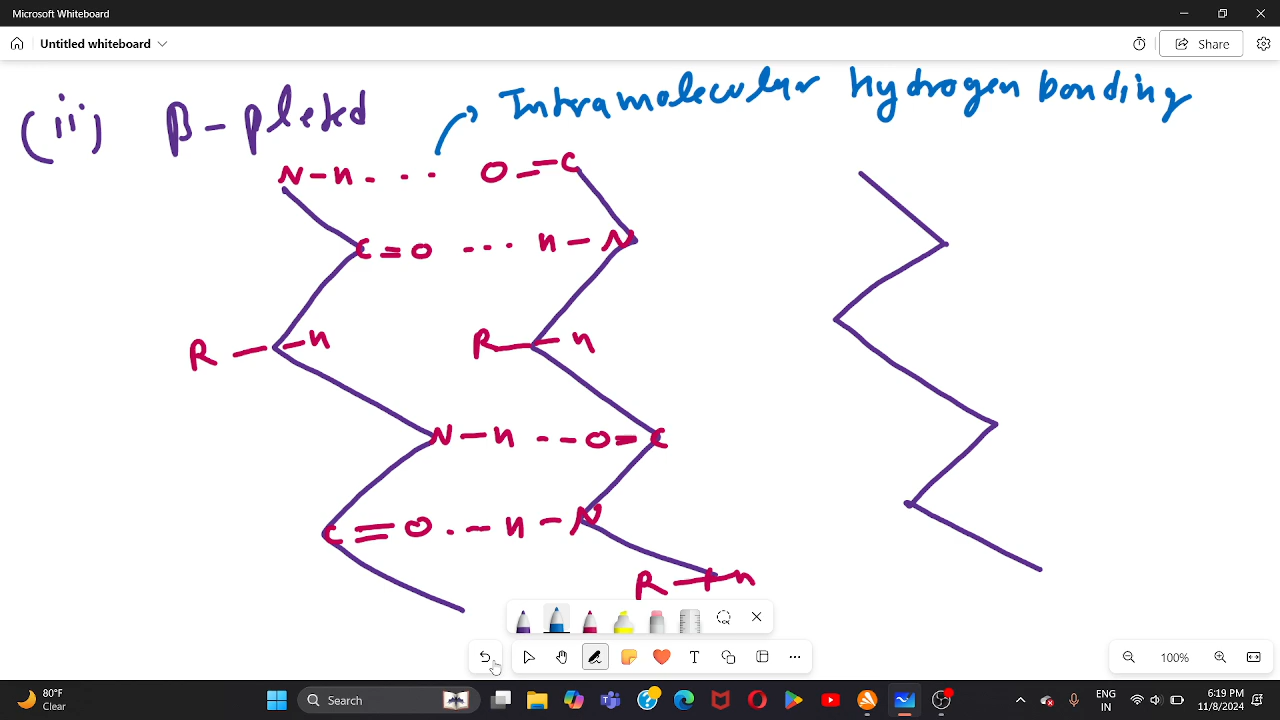 Microsoft Whiteboard
Untitled whiteboard
Share
(ii) β-pleted
Intramolecular hydrogen bonding
N-H... O=C
C=O ... H-N
R-H R-H
N-H ---O=C
C=O.--H-N
R-H
100%
80°F
Clear
Search
ENG
IN
6:19 PM
11/8/2024